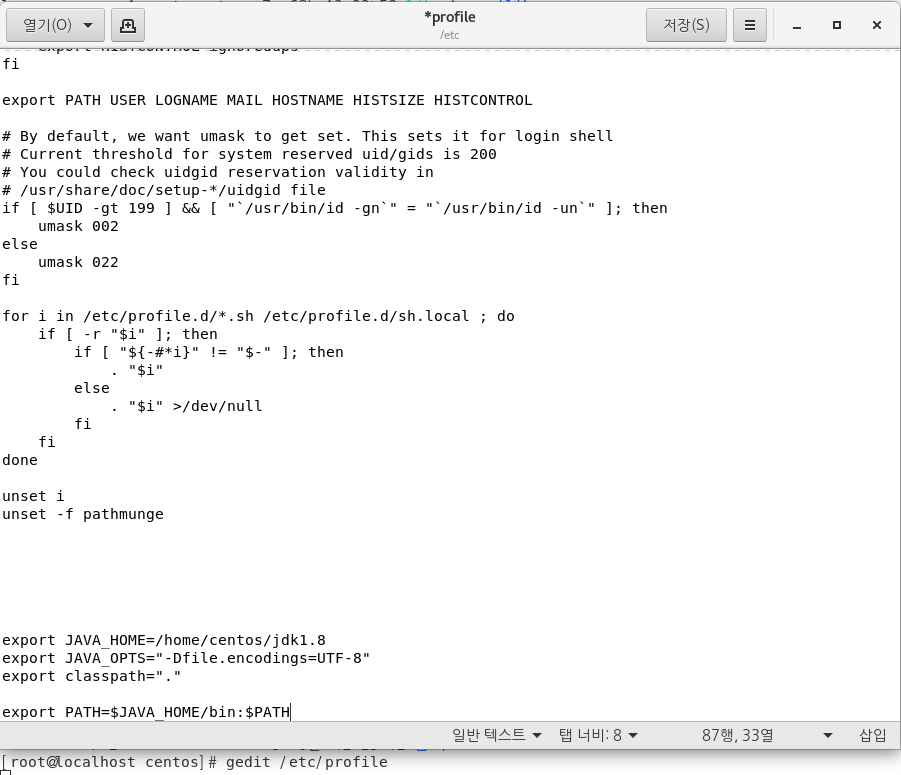 열기(O)
*profile
/etc
저장(S)
fi
export PATH USER LOGNAME MAIL HOSTNAME HISTSIZE HISTCONTROL
# By default, we want umask to get set. This sets it for login shell
# Current threshold for system reserved uid/gids is 200
# You could check uidgid reservation validity in
# /usr/share/doc/setup-*/uidgid file
if [ $UID -gt 199 ] && [ "`/usr/bin/id -gn`" = "`/usr/bin/id -un`" ]; then
    umask 002
else
    umask 022
fi
for i in /etc/profile.d/*.sh /etc/profile.d/sh.local ; do
    if [ -r "$i" ]; then
        if [ "${-#*i}" != "$-" ]; then
            . "$i"
        else
            . "$i" >/dev/null
        fi
    fi
done
unset i
unset -f pathmunge
export JAVA_HOME=/home/centos/jdk1.8
export JAVA_OPTS="-Dfile.encodings=UTF-8"
export classpath="."
export PATH=$JAVA_HOME/bin:$PATH
일반 텍스트 탭 너비: 8 87행, 33열 삽입
[root@localhost centos]# gedit /etc/profile